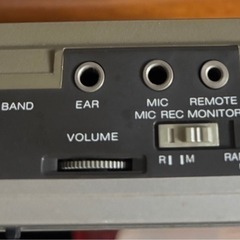 BAND EAR MIC REMOTE
MIC REC MONITOR
VOLUME
R M